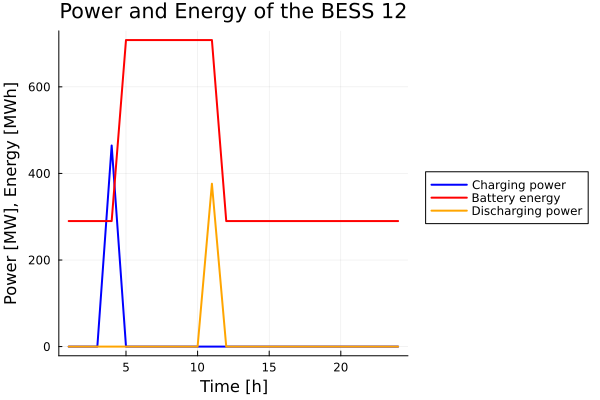 Power and Energy of the BESS 12
Power [MW], Energy [MWh]
600
400
200
0
5
10
15
20
Time [h]
Charging power
Battery energy
Discharging power